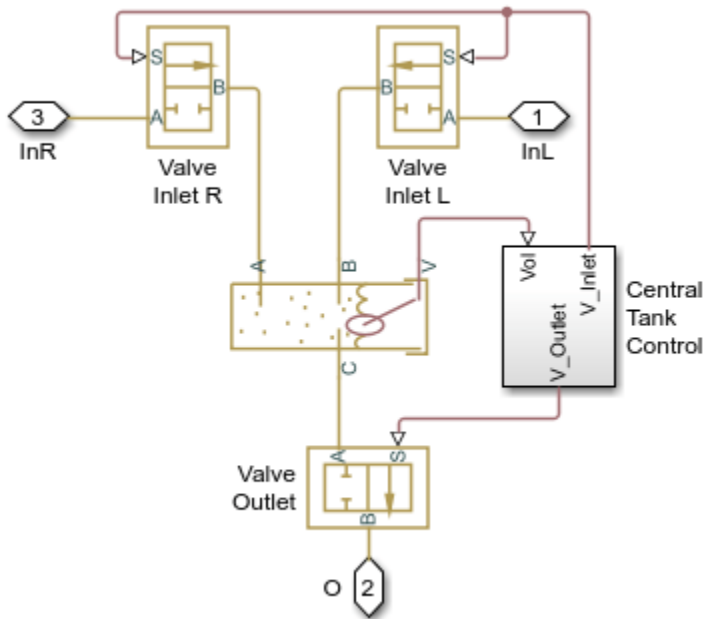 S
B
A
3
InR
Valve
Inlet R
S
B
A
1
InL
Valve
Inlet L
A
B
V
C
Vol
V_Inlet
V_Outlet
Central
Tank
Control
Valve
Outlet
A
S
B
O
2